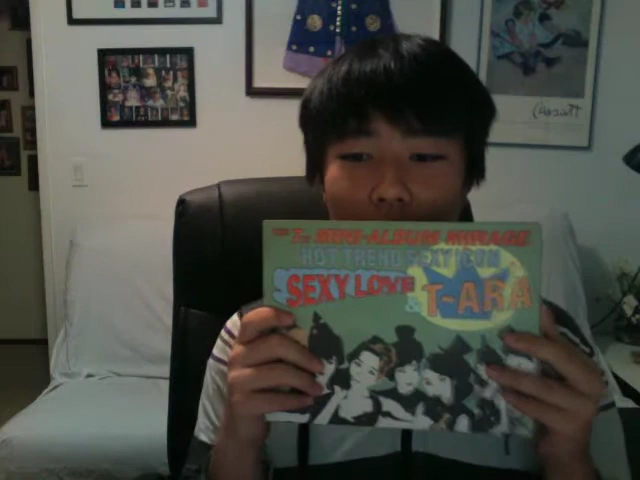 MINI-ALBUM MIRAGE
HOT TREND SEXY ICON
SEXY LOVE
& T-ARA